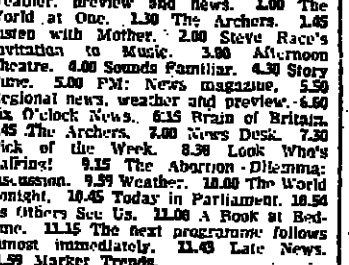 weather. preview and news. 1.00 The
World at One. 1.30 The Archers. 1.45
Listen with Mother. 2.00 Steve Race's
Invitation to Music. 3.00 Afternoon
Theatre. 4.00 Sounds Familiar. 4.30 Story
Time. 5.00 PM: News magazine, 5.50
Regional news, weather and preview. 6.00
Six O'clock News. 6.15 Brain of Britain.
6.45 The Archers. 7.00 News Desk. 7.30
Pick of the Week. 8.30 Look Who's
Talking! 9.15 The Abortion Dilemma:
Discussion. 9.59 Weather. 10.00 The World
Tonight. 10.45 Today in Parliament. 10.54
As Others See Us. 11.00 A Book at Bed-
time. 11.15 The next programme follows
almost immediately. 11.43 Late News.
11.59 Market Trends.